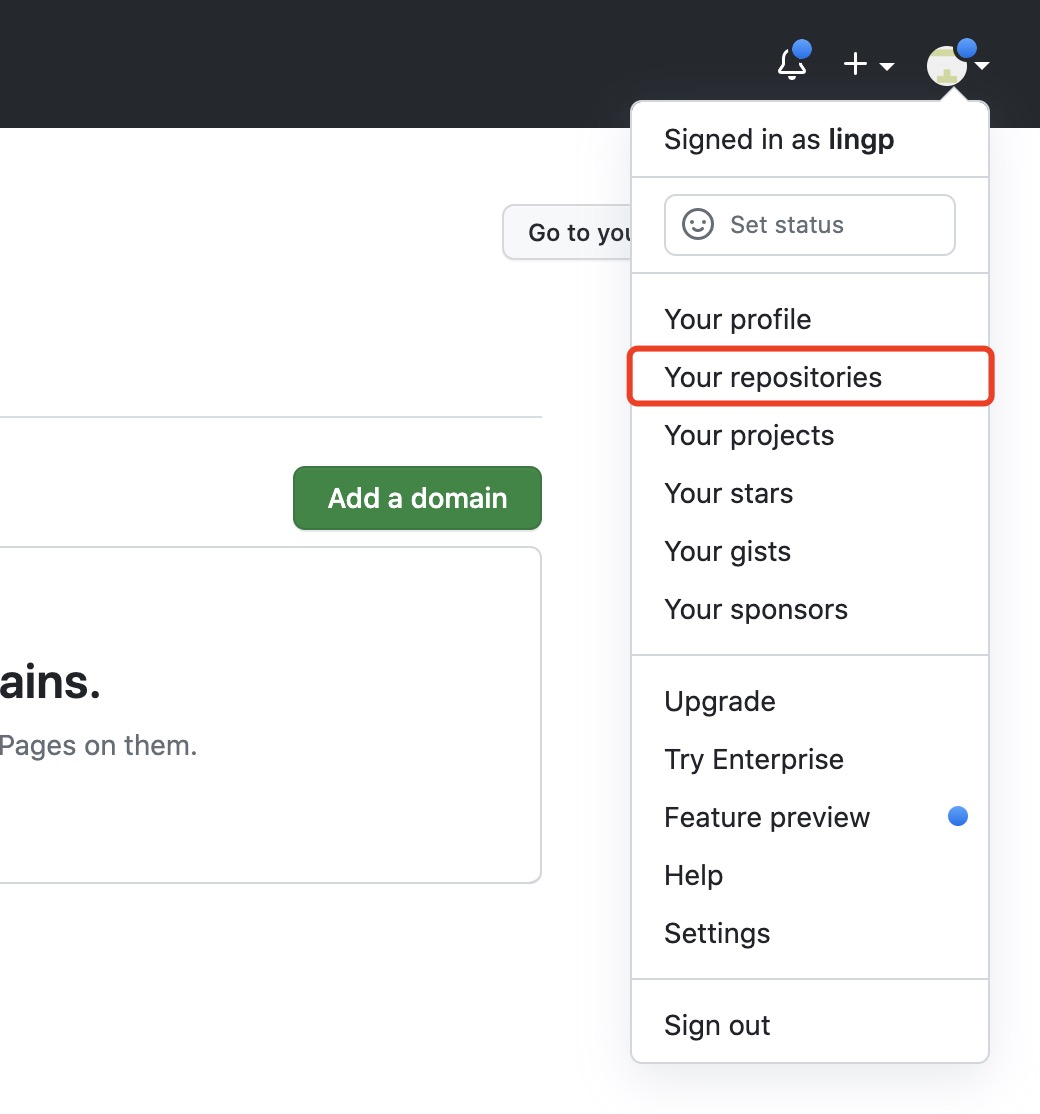 Signed in as lingp
Set status
Go to you
Your profile
Your repositories
Your projects
Add a domain
Your stars
Your gists
Your sponsors
ains.
Pages on them.
Upgrade
Try Enterprise
Feature preview
Help
Settings
Sign out